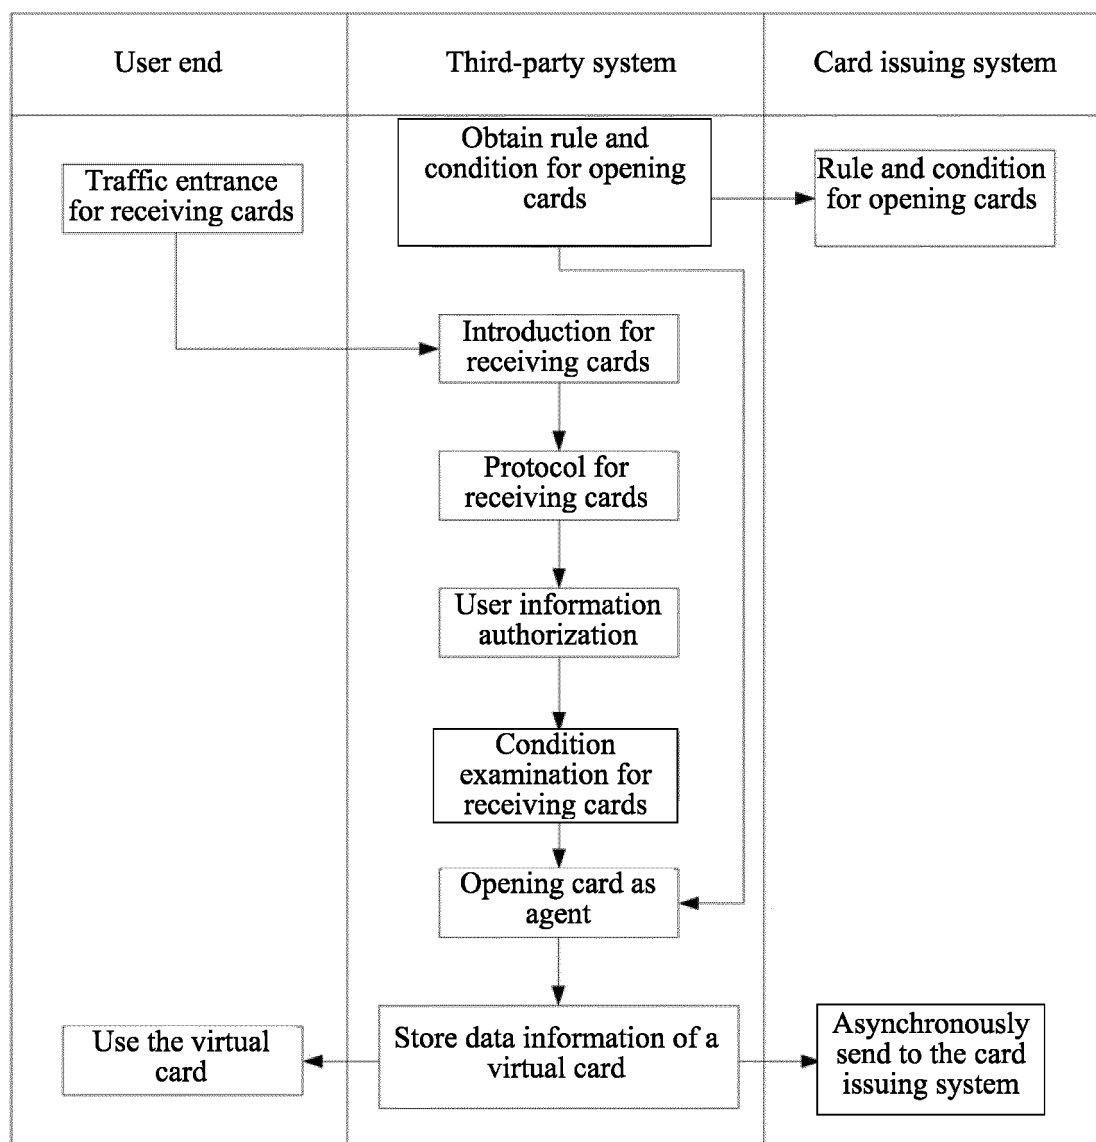 User end
Third-party system
Card issuing system
Traffic entrance
for receiving cards
Obtain rule and
condition for opening
cards
Rule and condition
for opening cards
Introduction for
receiving cards
Protocol for
receiving cards
User information
authorization
Condition
examination for
receiving cards
Opening card as
agent
Use the virtual
card
Store data information of a
virtual card
Asynchronously
send to the card
issuing system